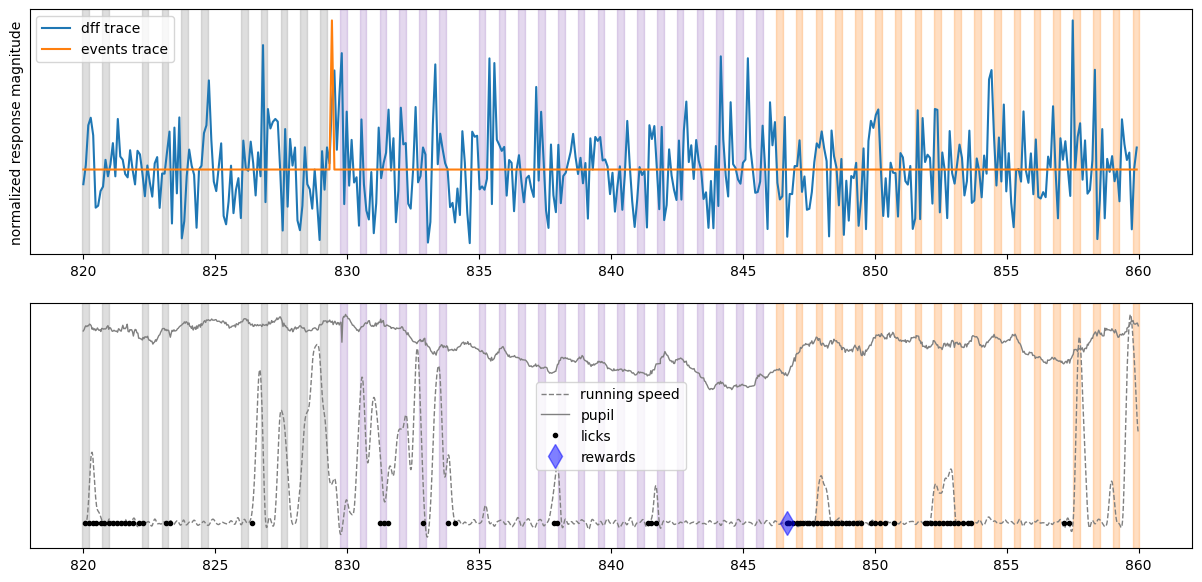 normalized response magnitude
dff trace
events trace
820 825 830 835 840 845 850 855 860
running speed
pupil
licks
rewards
820 825 830 835 840 845 850 855 860